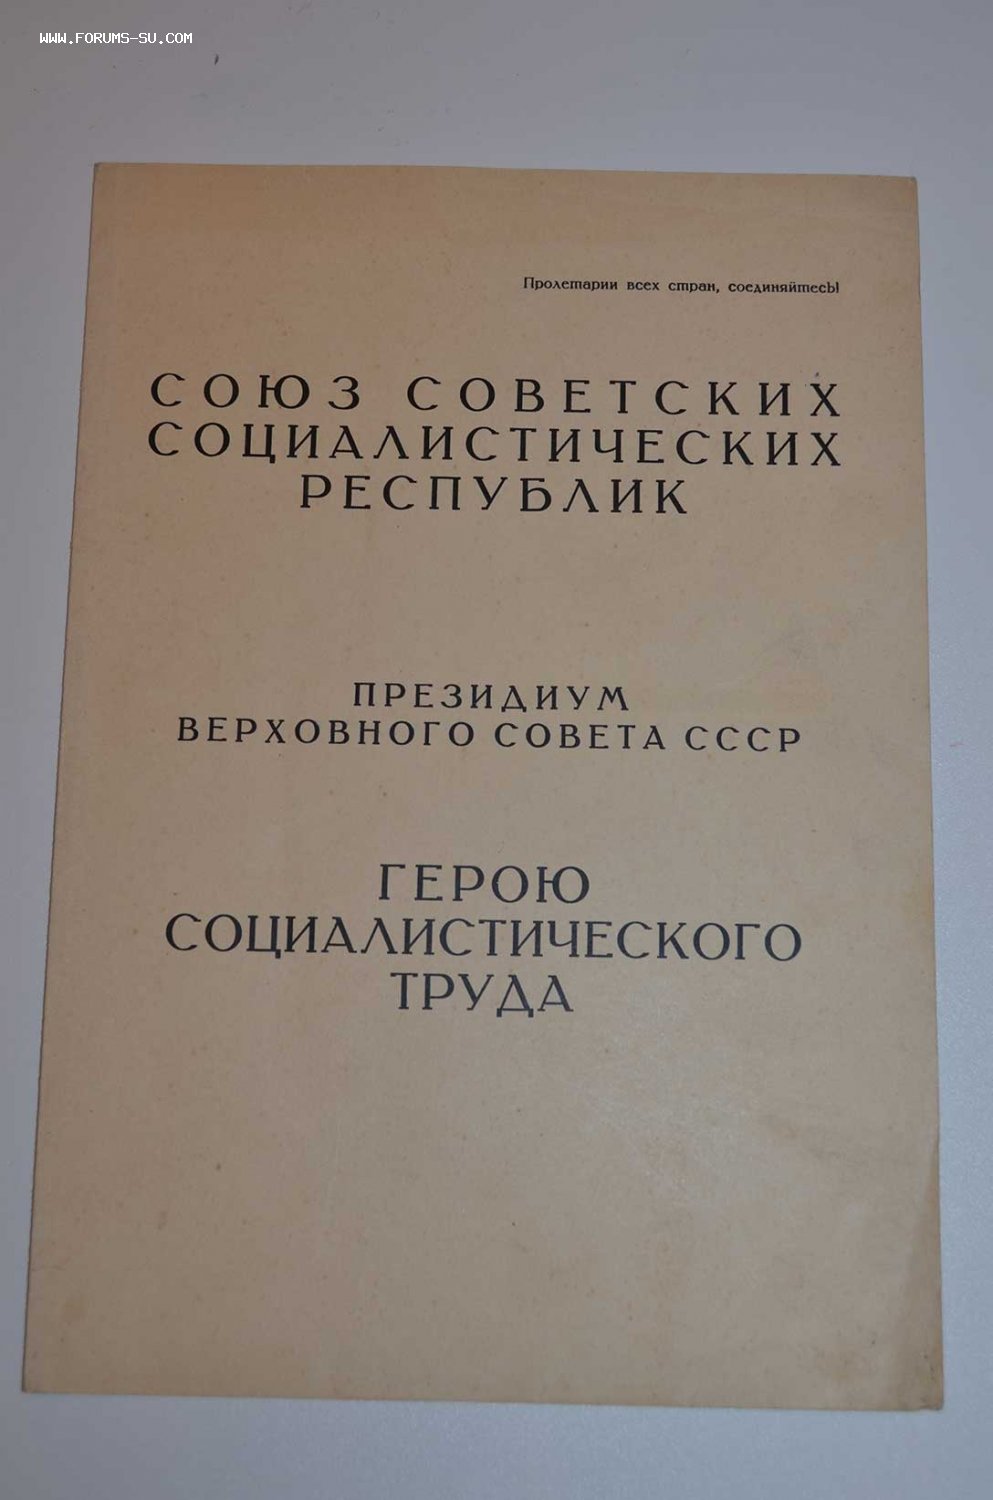 WWW.FORUMS-SU.COM
Пролетарии всех стран, соединяйтесь!
СОЮЗ СОВЕТСКИХ
СОЦИАЛИСТИЧЕСКИХ
РЕСПУБЛИК
ПРЕЗИДИУМ
ВЕРХОВНОГО СОВЕТА СССР
ГЕРОЮ
СОЦИАЛИСТИЧЕСКОГО
ТРУДА